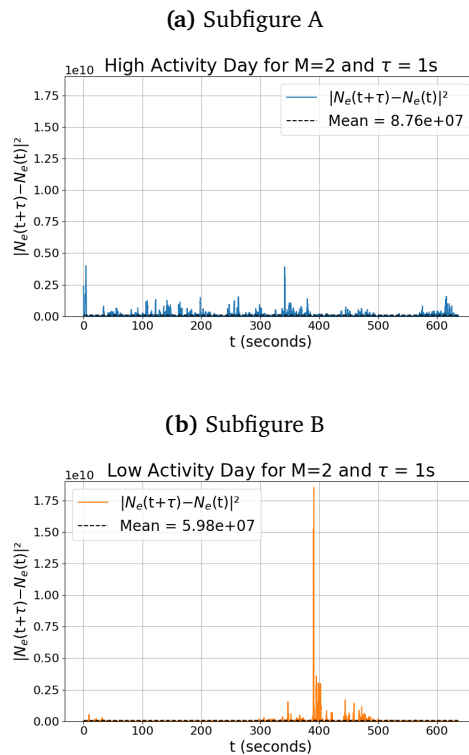 (a) Subfigure A
High Activity Day for M=2 and τ = 1s
1e10
|Nₑ(t+τ)−Nₑ(t)|²
Mean = 8.76e+07
|Nₑ(t+τ)−Nₑ(t)|²
1.75
1.50
1.25
1.00
0.75
0.50
0.25
0.00
0 100 200 300 400 500 600
t (seconds)
(b) Subfigure B
Low Activity Day for M=2 and τ = 1s
1e10
|Nₑ(t+τ)−Nₑ(t)|²
Mean = 5.98e+07
|Nₑ(t+τ)−Nₑ(t)|²
1.75
1.50
1.25
1.00
0.75
0.50
0.25
0.00
0 100 200 300 400 500 600
t (seconds)